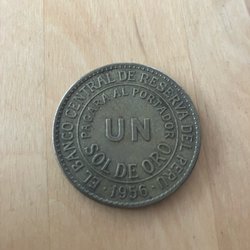 EL BANCO CENTRAL DE RESERVA DEL PERU
PAGARA AL PORTADOR
UN
SOL DE ORO
1956